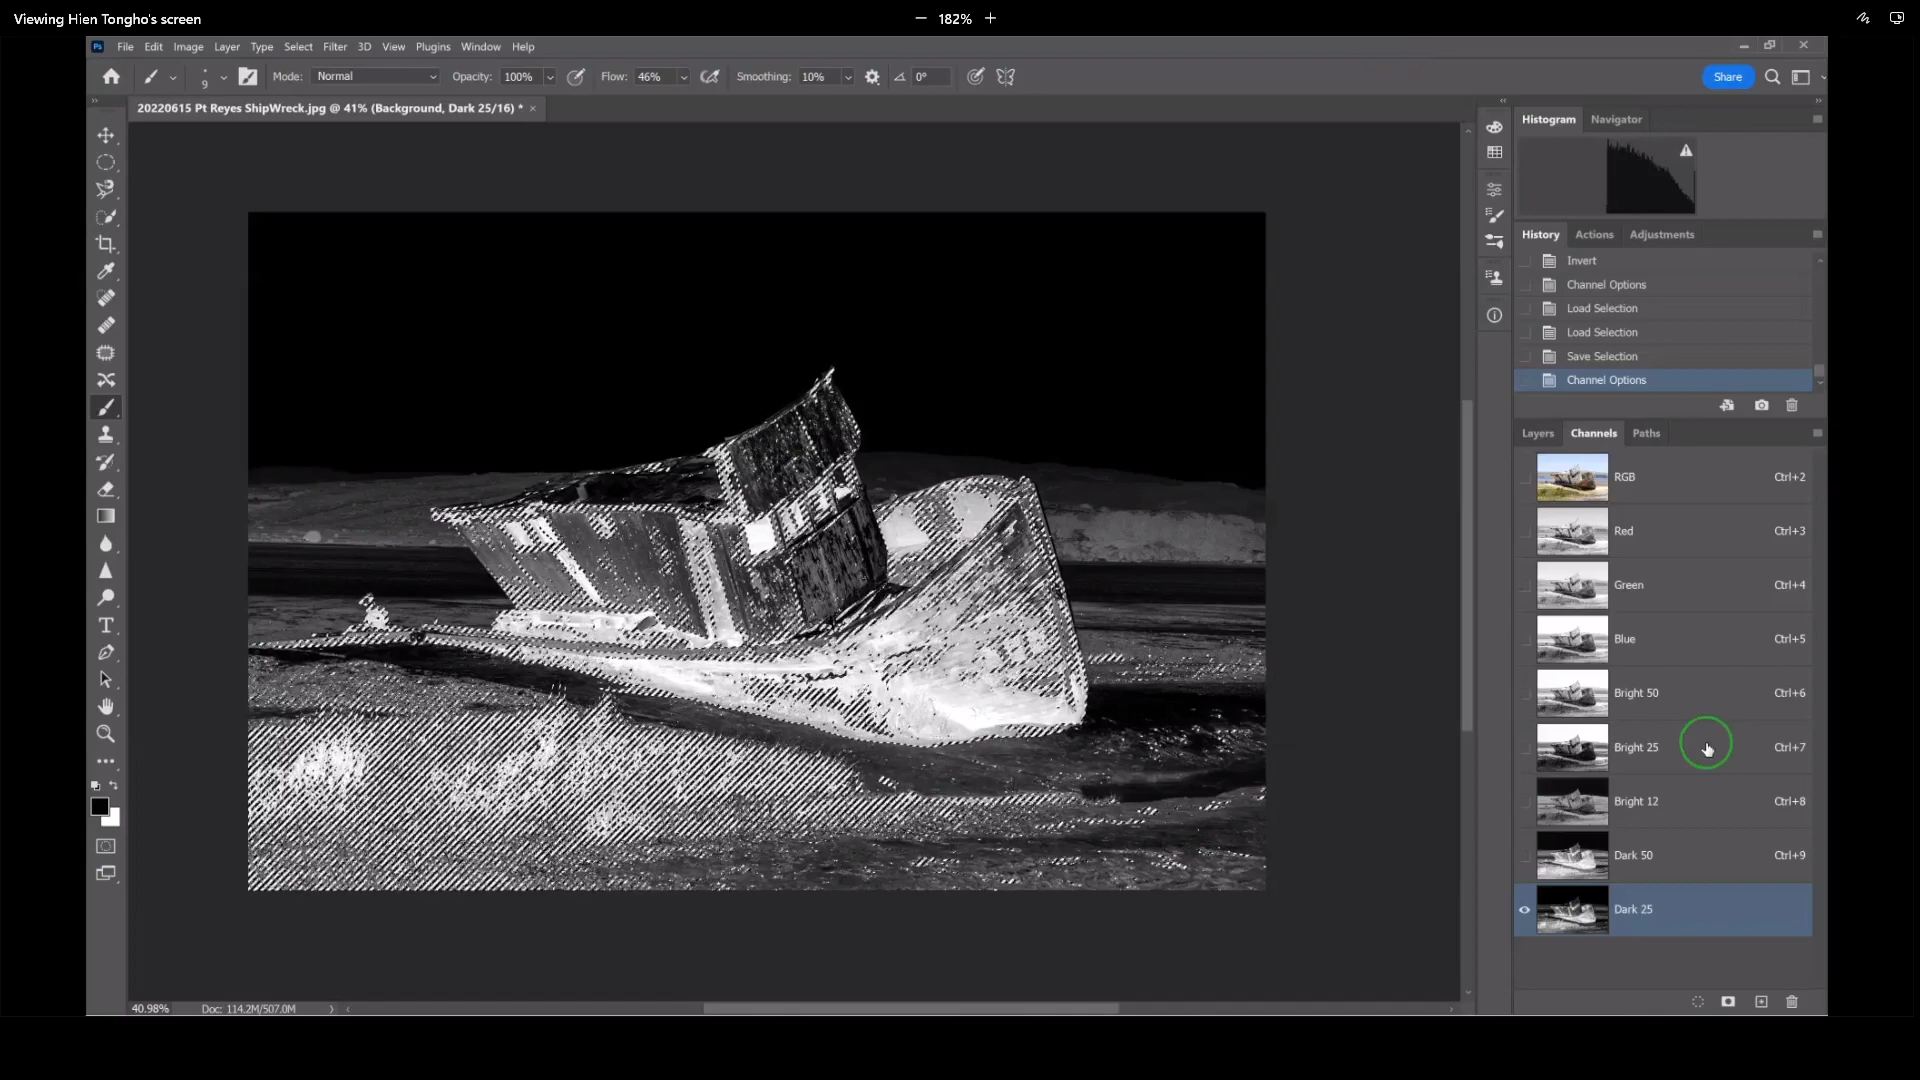 Viewing Hien Tongho's screen
182%
Ps File Edit Image Layer Type Select Filter 3D View Plugins Window Help
9 Mode: Normal Opacity: 100% Flow: 46% Smoothing: 10% 0° Share
20220615 Pt Reyes ShipWreck.jpg @ 41% (Background, Dark 25/16) *
Histogram Navigator
History Actions Adjustments
Invert
Channel Options
Load Selection
Load Selection
Save Selection
Channel Options
Layers Channels Paths
RGB Ctrl+2
Red Ctrl+3
Green Ctrl+4
Blue Ctrl+5
Bright 50 Ctrl+6
Bright 25 Ctrl+7
Bright 12 Ctrl+8
Dark 50 Ctrl+9
Dark 25
40.98% Doc: 114.2M/507.0M